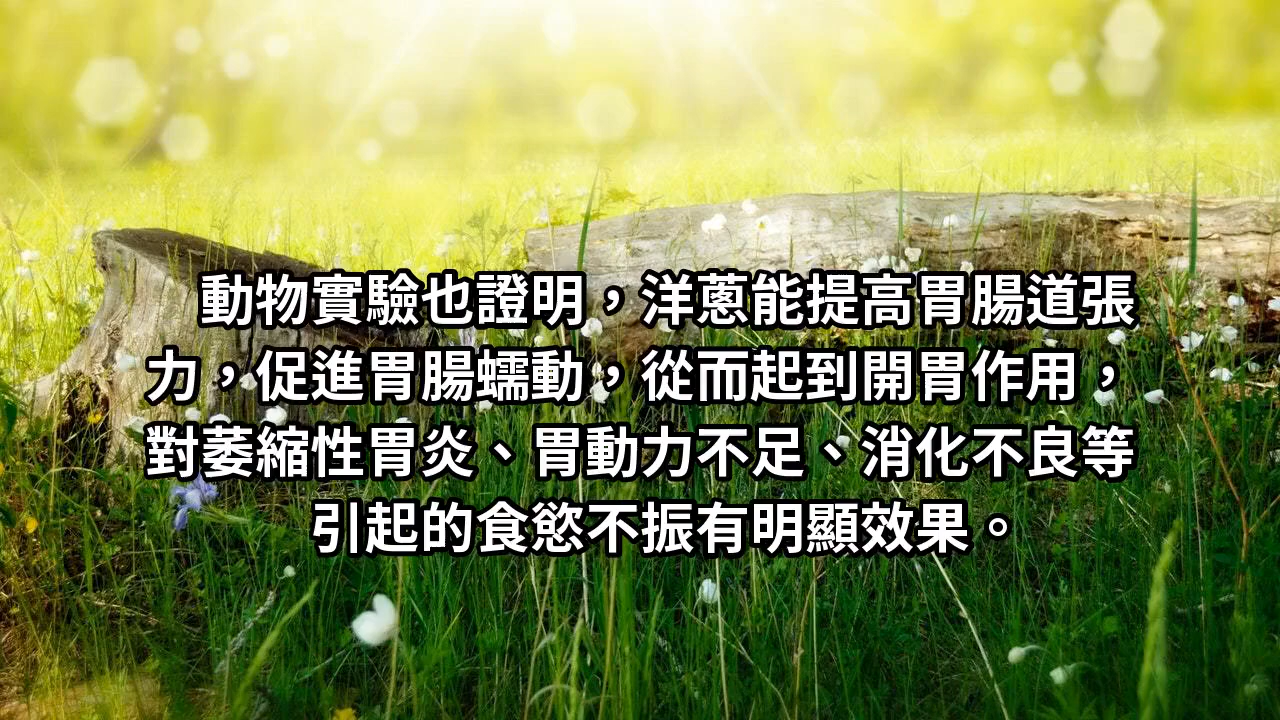 動物實驗也證明，洋蔥能提高胃腸道張
力，促進胃腸蠕動，從而起到開胃作用，
對萎縮性胃炎、胃動力不足、消化不良等
引起的食慾不振有明顯效果。